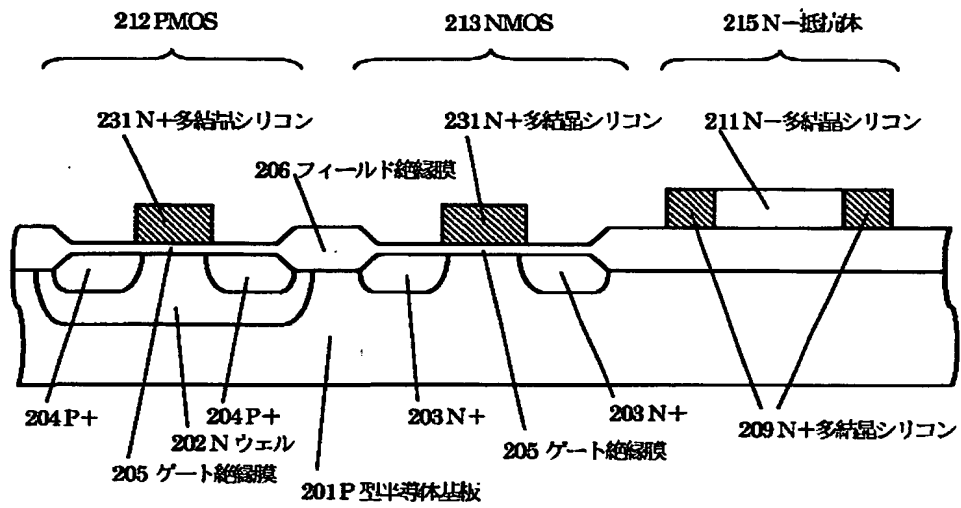 212 PMOS
213 NMOS
215 N－抵抗体
231 N＋多結晶シリコン
231 N＋多結晶シリコン
211 N－多結晶シリコン
206 フィールド絶縁膜
204 P＋
204 P＋
203 N＋
203 N＋
209 N＋多結晶シリコン
202 N ウェル
205 ゲート絶縁膜
205 ゲート絶縁膜
201 P 型半導体基板